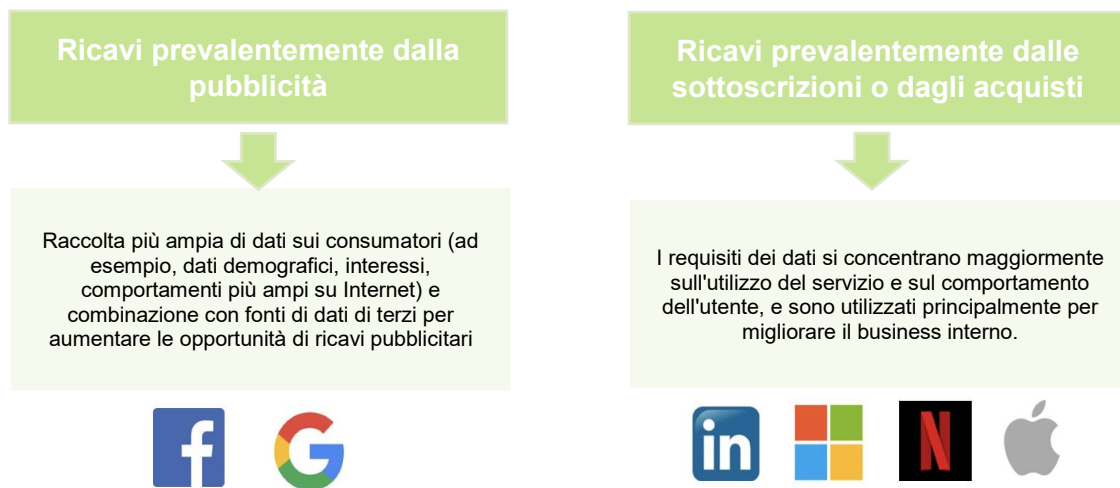 Ricavi prevalentemente dalla
pubblicità
Raccolta più ampia di dati sui consumatori (ad
esempio, dati demografici, interessi,
comportamenti più ampi su Internet) e
combinazione con fonti di dati di terzi per
aumentare le opportunità di ricavi pubblicitari
f
G
Ricavi prevalentemente dalle
sottoscrizioni o dagli acquisti
I requisiti dei dati si concentrano maggiormente
sull'utilizzo del servizio e sul comportamento
dell'utente, e sono utilizzati principalmente per
migliorare il business interno.
in
N